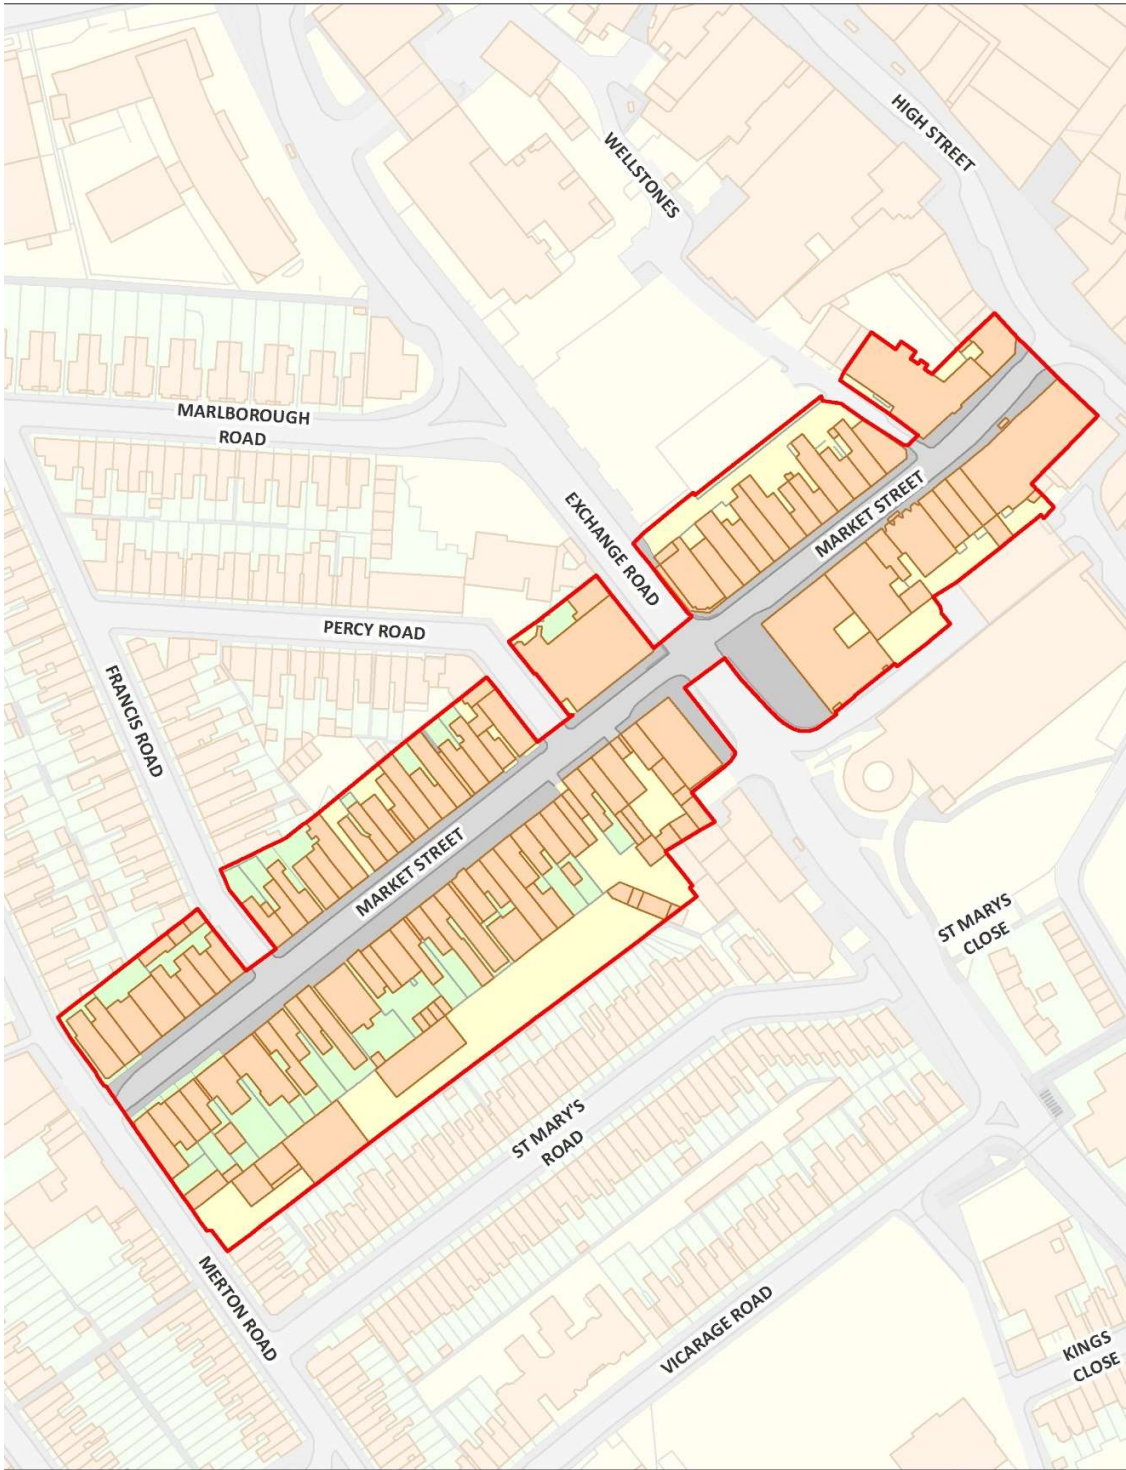 HIGH STREET
WELLSTONES
MARLBOROUGH
ROAD
MARKET STREET
EXCHANGE ROAD
PERCY ROAD
FRANCIS ROAD
MARKET STREET
ST MARYS
CLOSE
ST MARY'S
ROAD
MERTON ROAD
VICARAGE ROAD
KINGS
CLOSE